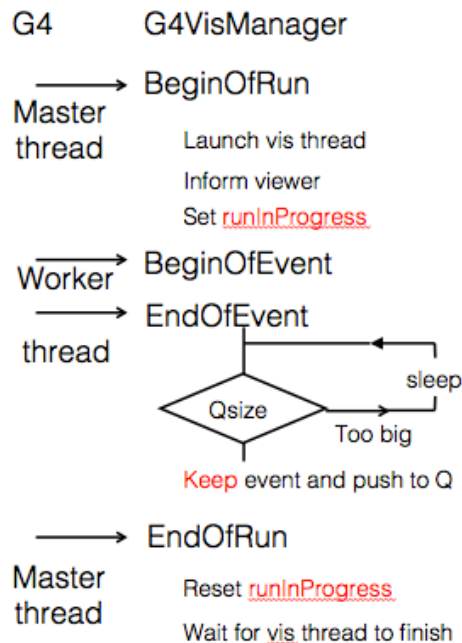 G4 G4VisManager
BeginOfRun
Master
thread
Launch vis thread
Inform viewer
Set runInProgress
BeginOfEvent
Worker
EndOfEvent
thread
sleep
Qsize
Too big
Keep event and push to Q
EndOfRun
Master
thread
Reset runInProgress
Wait for vis thread to finish